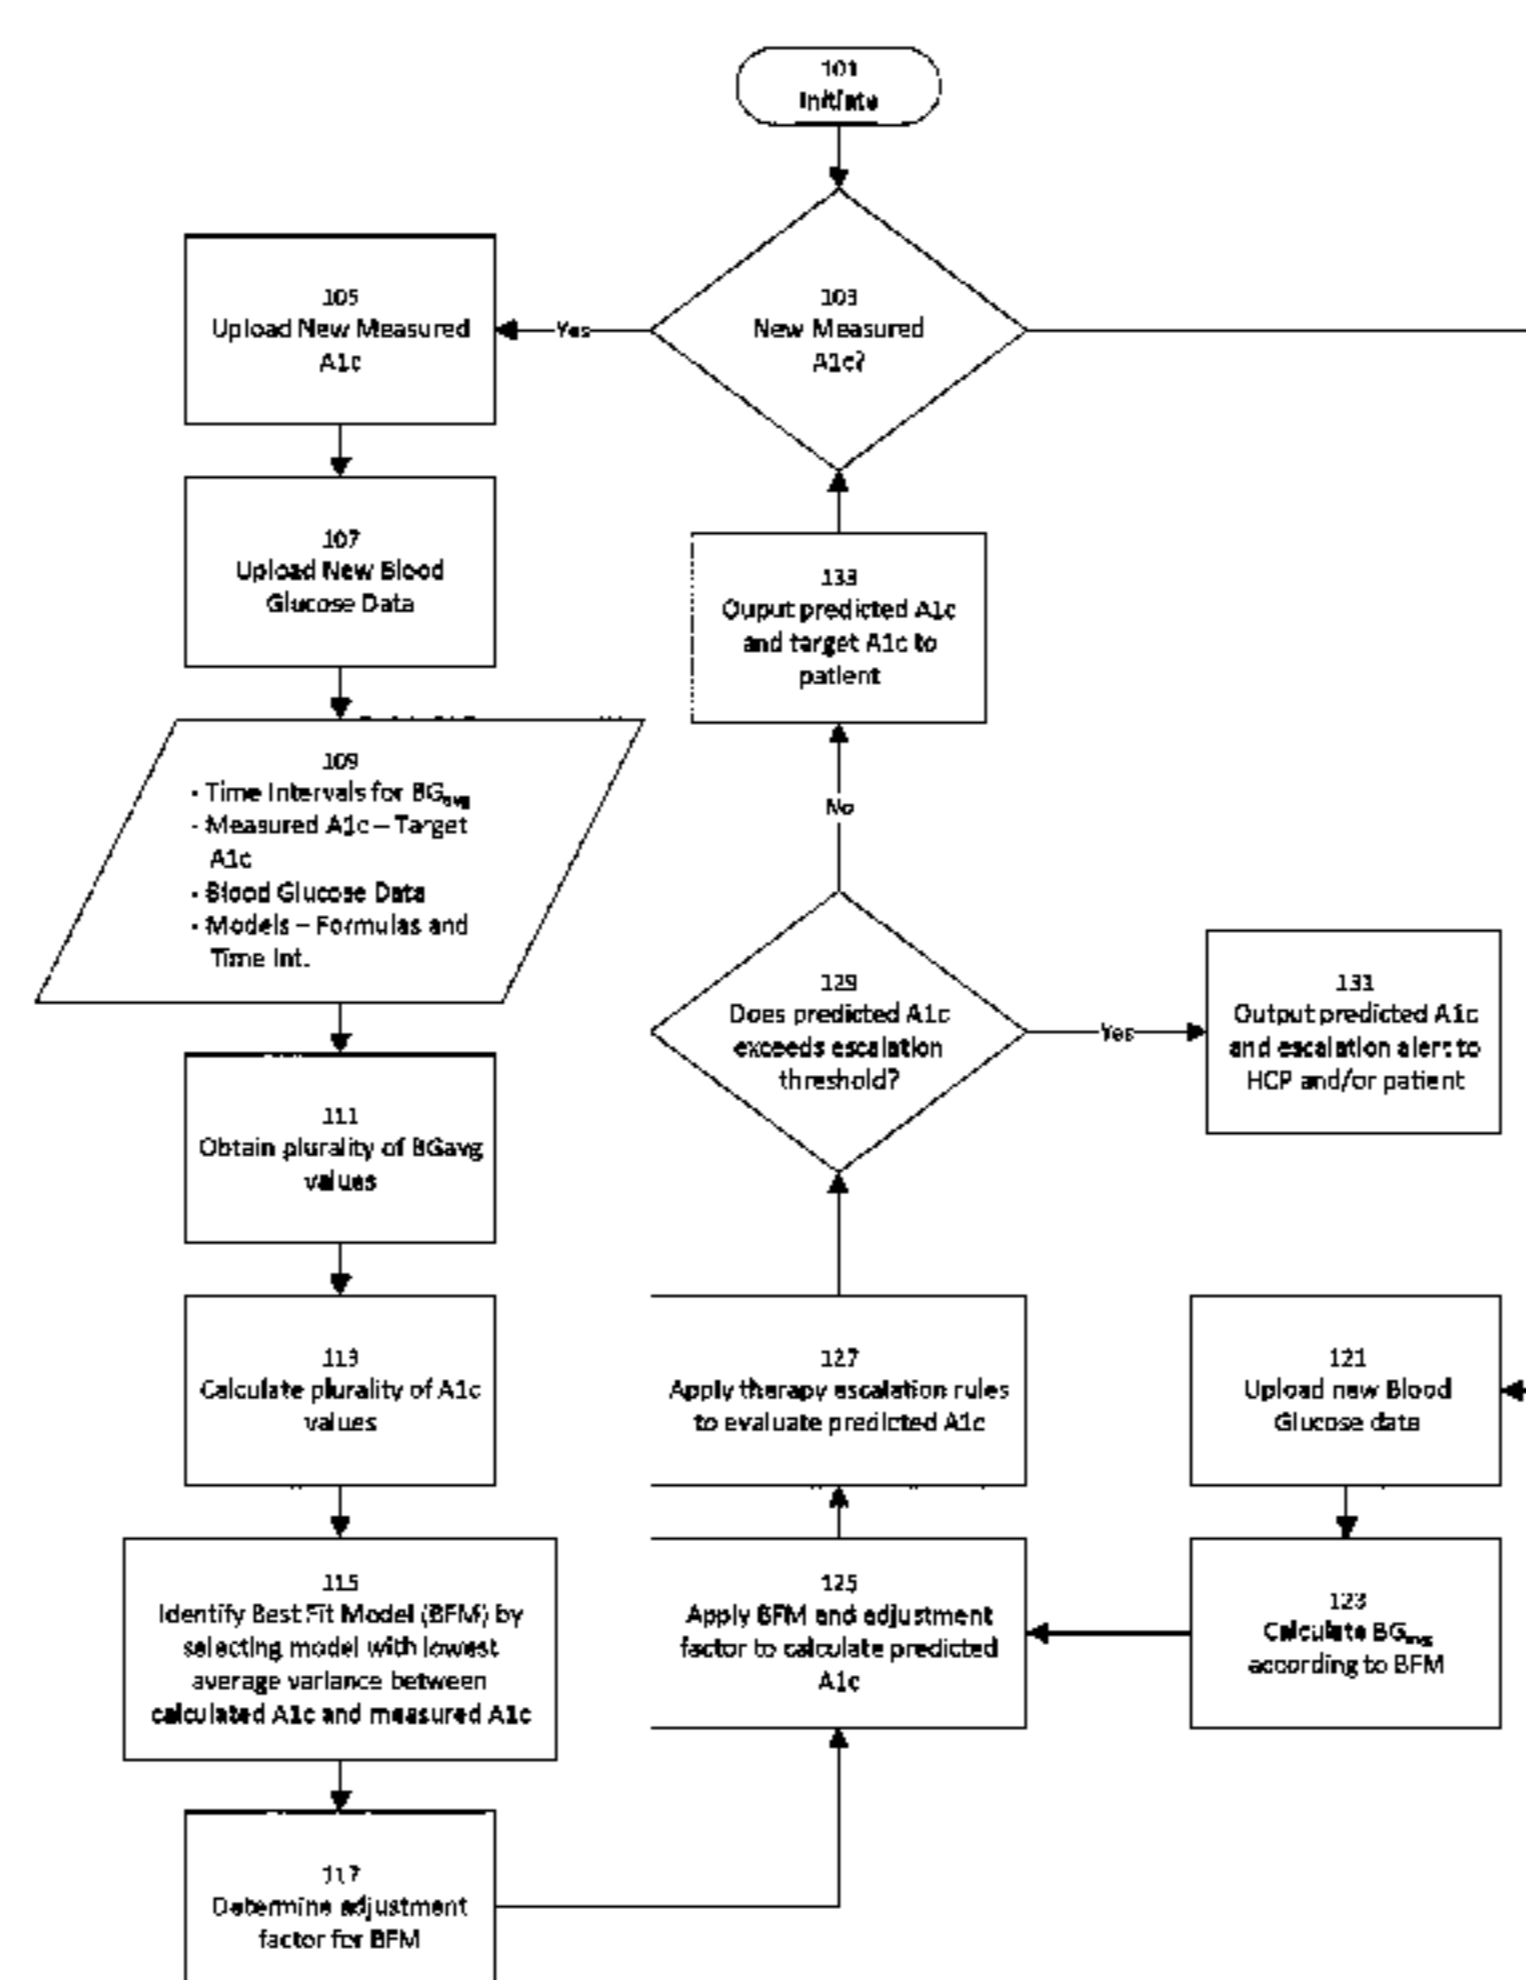 101
Initiate
103
New Measured
A1c?
Yes
105
Upload New Measured
A1c
107
Upload New Blood
Glucose Data
109
- Time Intervals for BGavg
- Measured A1c – Target
A1c
- Blood Glucose Data
- Models – Formulas and
Time Int.
111
Obtain plurality of BGavg
values
113
Calculate plurality of A1c
values
115
Identify Best Fit Model (BFM) by
selecting model with lowest
average variance between
calculated A1c and measured A1c
117
Determine adjustment
factor for BFM
133
Ouput predicted A1c
and target A1c to
patient
No
129
Does predicted A1c
exceeds escalation
threshold?
Yes
131
Output predicted A1c
and escalation alert to
HCP and/or patient
127
Apply therapy escalation rules
to evaluate predicted A1c
125
Apply BFM and adjustment
factor to calculate predicted
A1c
121
Upload new Blood
Glucose data
123
Calculate BGavg
according to BFM